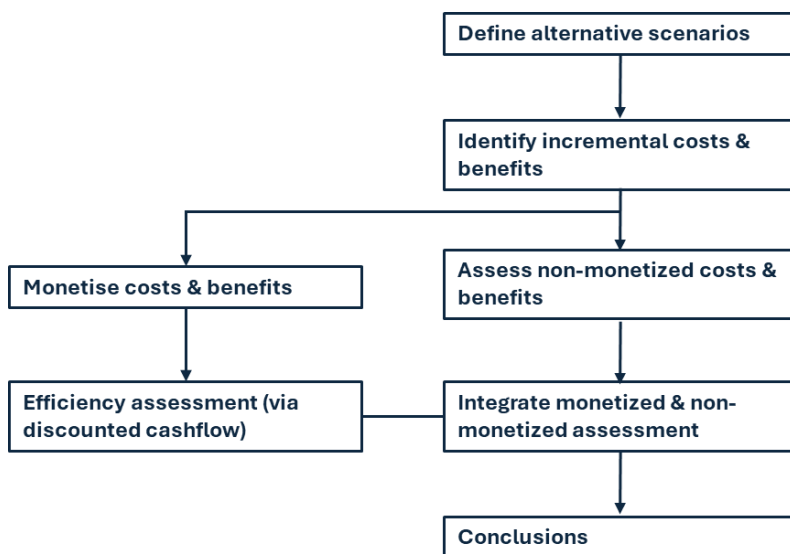 Define alternative scenarios
Identify incremental costs &
benefits
Monetise costs & benefits
Assess non-monetized costs &
benefits
Efficiency assessment (via
discounted cashflow)
Integrate monetized & non-
monetized assessment
Conclusions